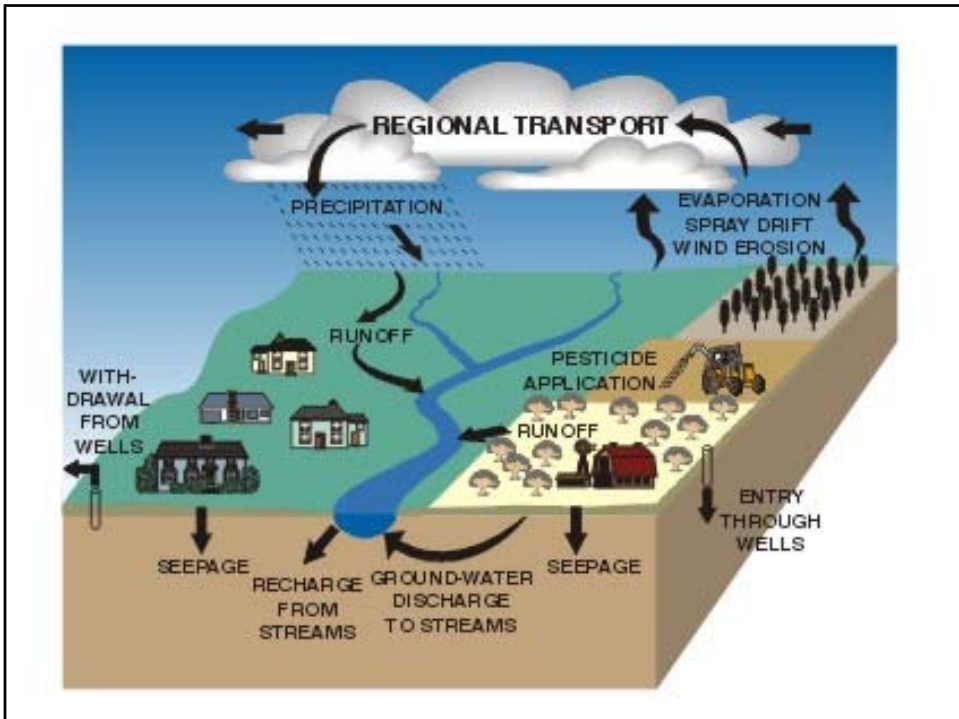 REGIONAL TRANSPORT
PRECIPITATION
EVAPORATION
SPRAY DRIFT
WIND EROSION
RUNOFF
PESTICIDE
APPLICATION
WITH-
DRAWAL
FROM
WELLS
RUNOFF
ENTRY
THROUGH
WELLS
SEEPAGE
RECHARGE
FROM
STREAMS
GROUND-WATER
DISCHARGE
TO STREAMS
SEEPAGE